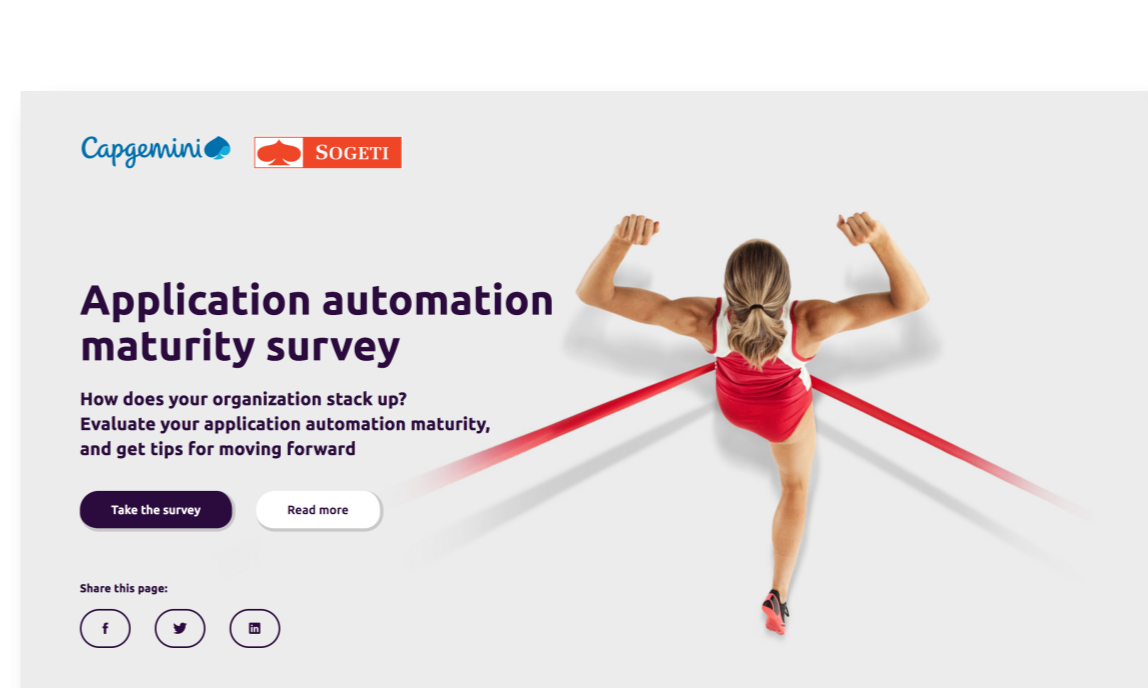 Capgemini
SOGETI
Application automation
maturity survey
How does your organization stack up?
Evaluate your application automation maturity,
and get tips for moving forward
Take the survey
Read more
Share this page: